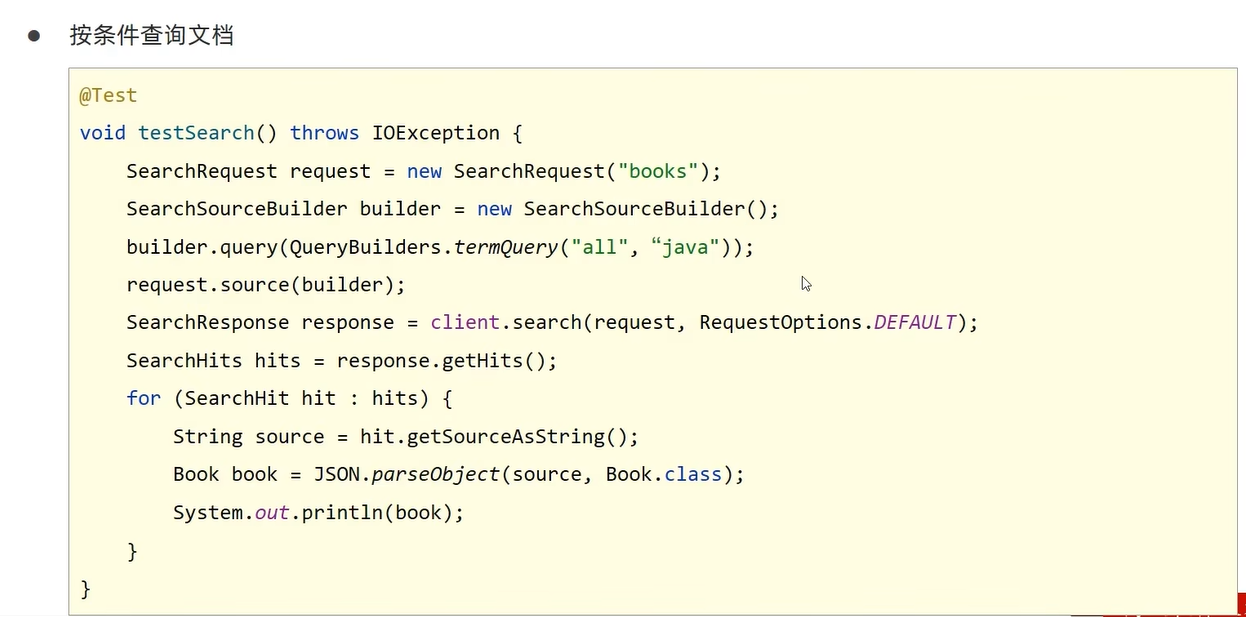 ● 按条件查询文档
@Test
void testSearch() throws IOException {
    SearchRequest request = new SearchRequest("books");
    SearchSourceBuilder builder = new SearchSourceBuilder();
    builder.query(QueryBuilders.termQuery("all", “java"));
    request.source(builder);
    SearchResponse response = client.search(request, RequestOptions.DEFAULT);
    SearchHits hits = response.getHits();
    for (SearchHit hit : hits) {
        String source = hit.getSourceAsString();
        Book book = JSON.parseObject(source, Book.class);
        System.out.println(book);
    }
}